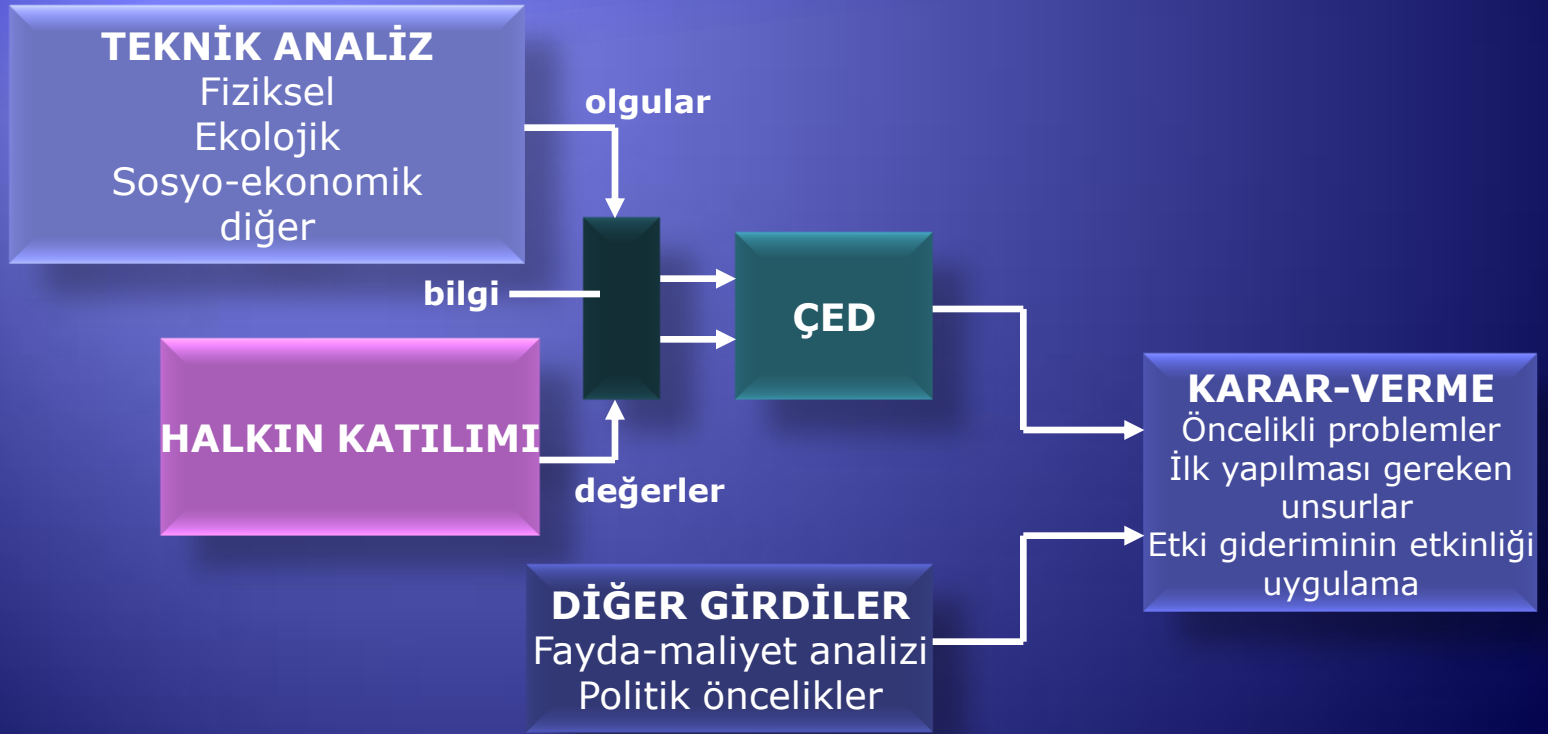 TEKNİK ANALİZ
Fiziksel
Ekolojik
Sosyo-ekonomik
diğer
olgular
bilgi
ÇED
HALKIN KATILIMI
değerler
KARAR-VERME
Öncelikli problemler
İlk yapılması gereken
unsurlar
Etki gideriminin etkinliği
uygulama
DİĞER GİRDİLER
Fayda-maliyet analizi
Politik öncelikler